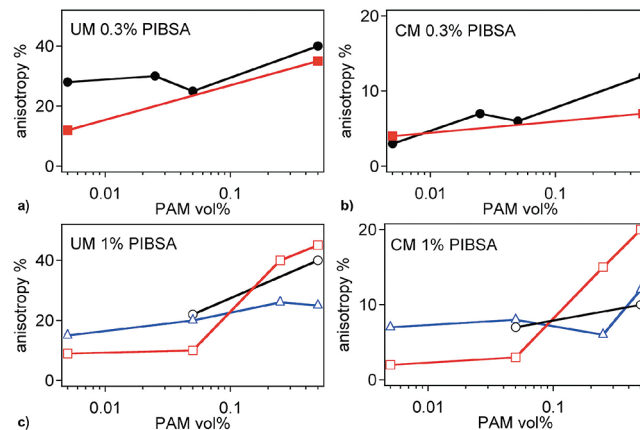 UM 0.3% PIBSA
anisotropy %
40
20
0
0.01
0.1
PAM vol%
a)
CM 0.3% PIBSA
anisotropy %
20
10
0
0.01
0.1
PAM vol%
b)
UM 1% PIBSA
anisotropy %
40
20
0
0.01
0.1
PAM vol%
c)
CM 1% PIBSA
anisotropy %
20
10
0
0.01
0.1
PAM vol%